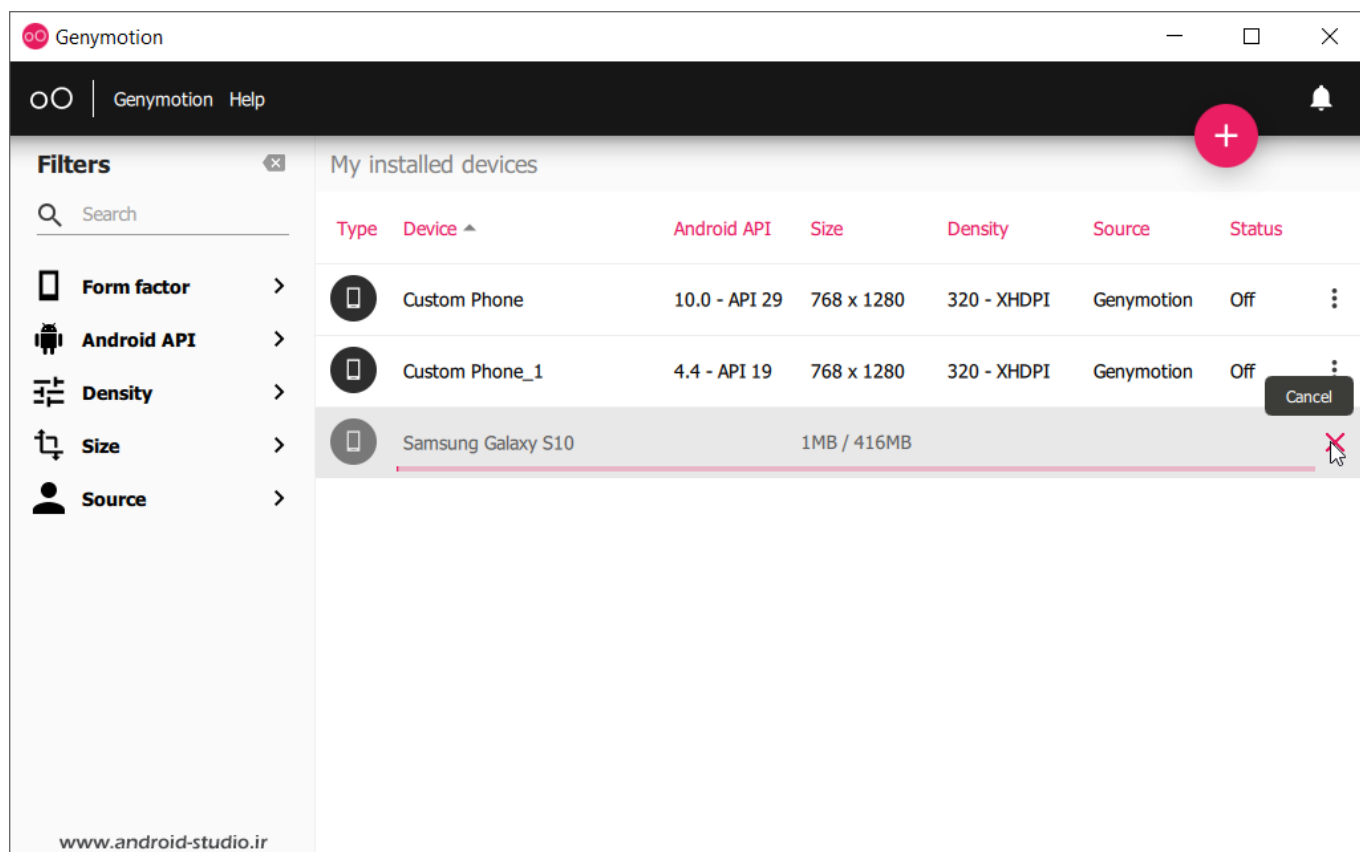 Genymotion
oO Genymotion Help
Filters
My installed devices
Search
Type Device Android API Size Density Source Status
Form factor
Custom Phone 10.0 - API 29 768 x 1280 320 - XHDPI Genymotion Off
Android API
Custom Phone_1 4.4 - API 19 768 x 1280 320 - XHDPI Genymotion Off
Cancel
Density
Samsung Galaxy S10 1MB / 416MB
Size
Source
www.android-studio.ir